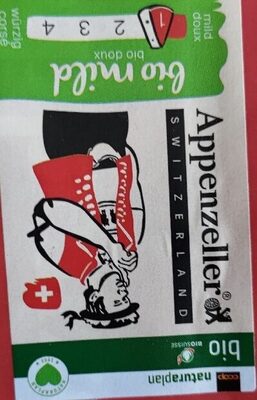 mild
doux
1 2 3 4
würzig
corsé
bio mild
bio doux
Appenzeller®
SWITZERLAND
bio
BIOSUISSE
coop naturaplan